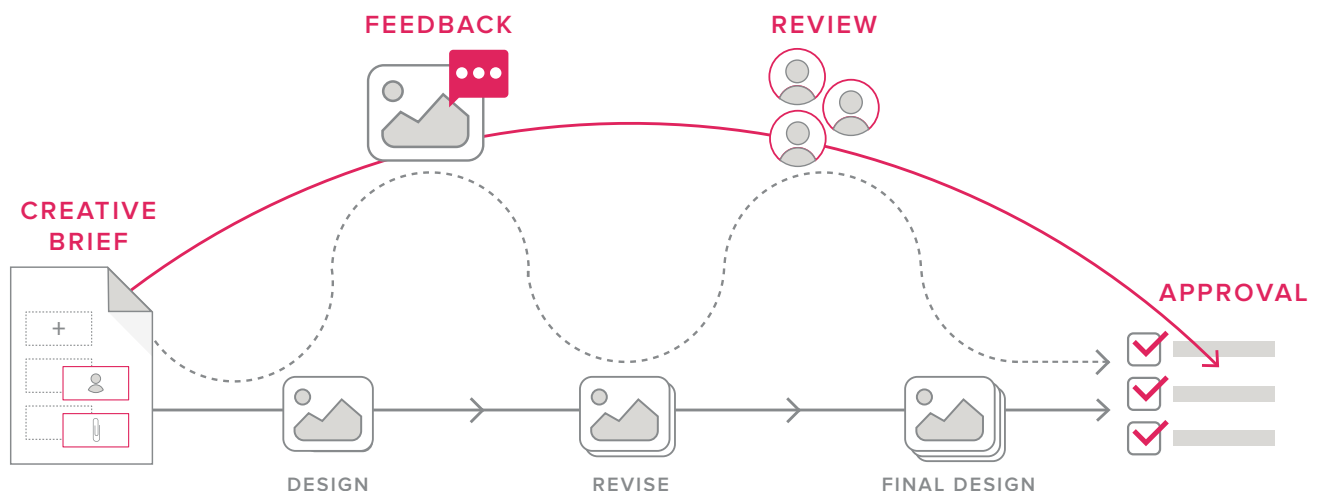 FEEDBACK
REVIEW
CREATIVE
BRIEF
APPROVAL
+
DESIGN
REVISE
FINAL DESIGN